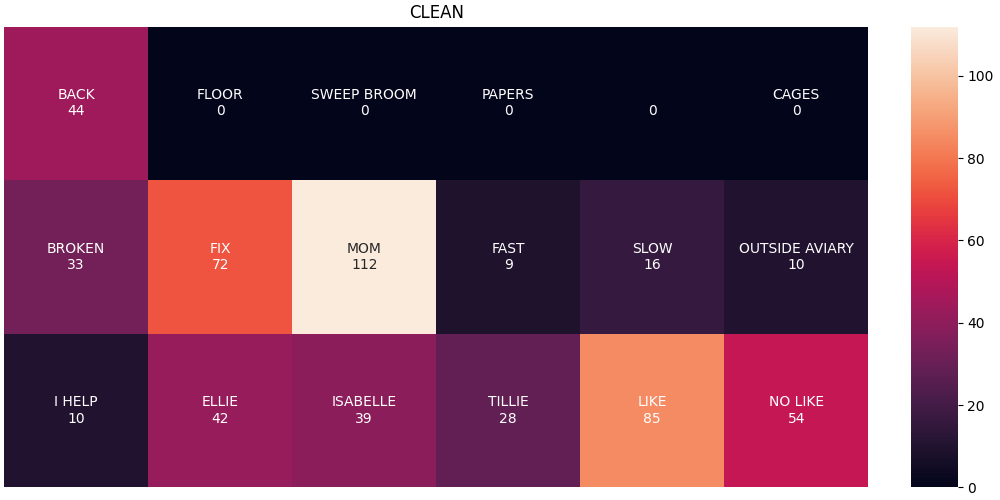 CLEAN
BACK FLOOR SWEEP BROOM PAPERS CAGES
44 0 0 0 0 0
BROKEN FIX MOM FAST SLOW OUTSIDE AVIARY
33 72 112 9 16 10
I HELP ELLIE ISABELLE TILLIE LIKE NO LIKE
10 42 39 28 85 54
100
80
60
40
20
0